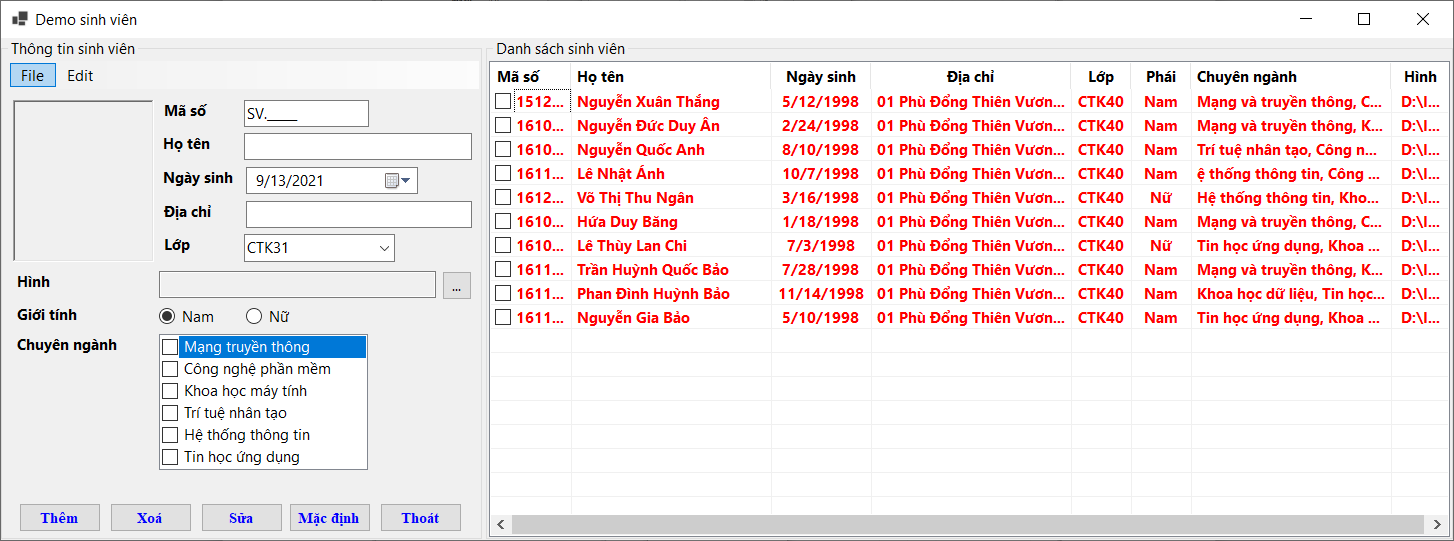 Demo sinh viên
Thông tin sinh viên
File Edit
Mã số SV.____
Họ tên
Ngày sinh 9/13/2021
Địa chỉ
Lớp CTK31
Hình ...
Giới tính Nam Nữ
Chuyên ngành Mạng truyền thông
Công nghệ phần mềm
Khoa học máy tính
Trí tuệ nhân tạo
Hệ thống thông tin
Tin học ứng dụng
Thêm Xoá Sửa Mặc định Thoát
Danh sách sinh viên
Mã số Họ tên Ngày sinh Địa chỉ Lớp Phái Chuyên ngành Hình
1512... Nguyễn Xuân Thắng 5/12/1998 01 Phù Đổng Thiên Vươn... CTK40 Nam Mạng và truyền thông, C... D:\I...
1610... Nguyễn Đức Duy Ân 2/24/1998 01 Phù Đổng Thiên Vươn... CTK40 Nam Mạng và truyền thông, K... D:\I...
1610... Nguyễn Quốc Anh 8/10/1998 01 Phù Đổng Thiên Vươn... CTK40 Nam Trí tuệ nhân tạo, Công n... D:\I...
1611... Lê Nhật Ánh 10/7/1998 01 Phù Đổng Thiên Vươn... CTK40 Nam ệ thống thông tin, Công ... D:\I...
1612... Võ Thị Thu Ngân 3/16/1998 01 Phù Đổng Thiên Vươn... CTK40 Nữ Hệ thống thông tin, Kho... D:\I...
1610... Hứa Duy Băng 1/18/1998 01 Phù Đổng Thiên Vươn... CTK40 Nam Mạng và truyền thông, C... D:\I...
1610... Lê Thùy Lan Chi 7/3/1998 01 Phù Đổng Thiên Vươn... CTK40 Nữ Tin học ứng dụng, Khoa ... D:\I...
1611... Trần Huỳnh Quốc Bảo 7/28/1998 01 Phù Đổng Thiên Vươn... CTK40 Nam Mạng và truyền thông, K... D:\I...
1611... Phan Đình Huỳnh Bảo 11/14/1998 01 Phù Đổng Thiên Vươn... CTK40 Nam Khoa học dữ liệu, Tin học... D:\I...
1611... Nguyễn Gia Bảo 5/10/1998 01 Phù Đổng Thiên Vươn... CTK40 Nam Tin học ứng dụng, Khoa ... D:\I...